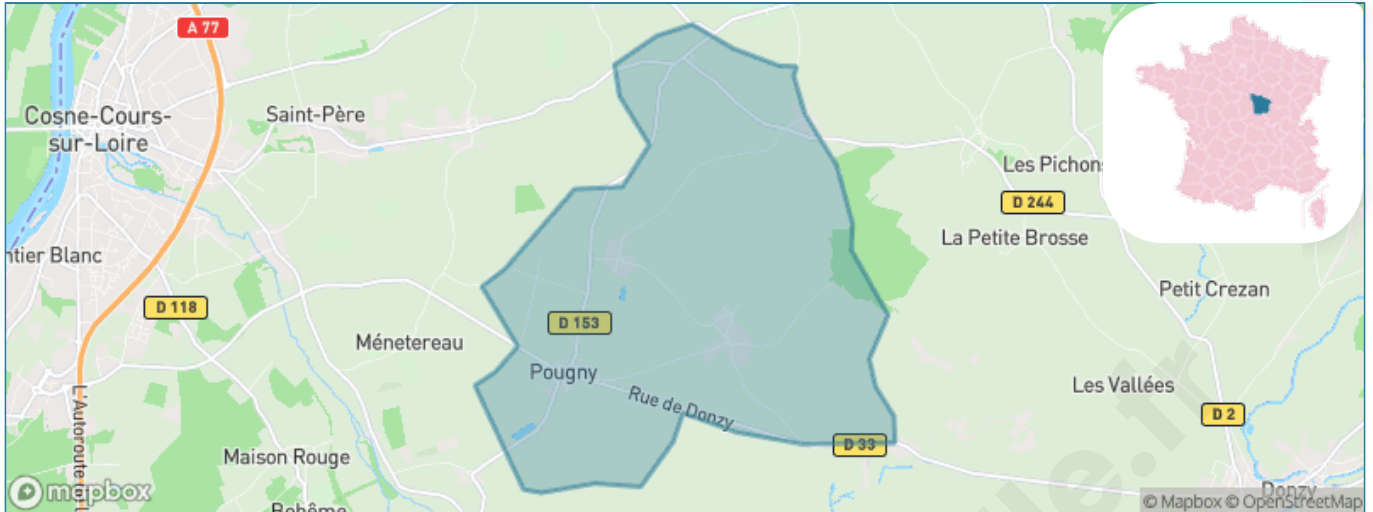 A 77
Cosne-Cours-
sur-Loire
Saint-Père
Les Pichons
D 244
La Petite Brosse
ntier Blanc
Petit Crezan
D 118
D 153
Ménetereau
Pougny
Rue de Donzy
Les Vallées
D 2
L'Autoroute
D 33
Maison Rouge
mapbox
Bohême
Donzy
© Mapbox © OpenStreetMap